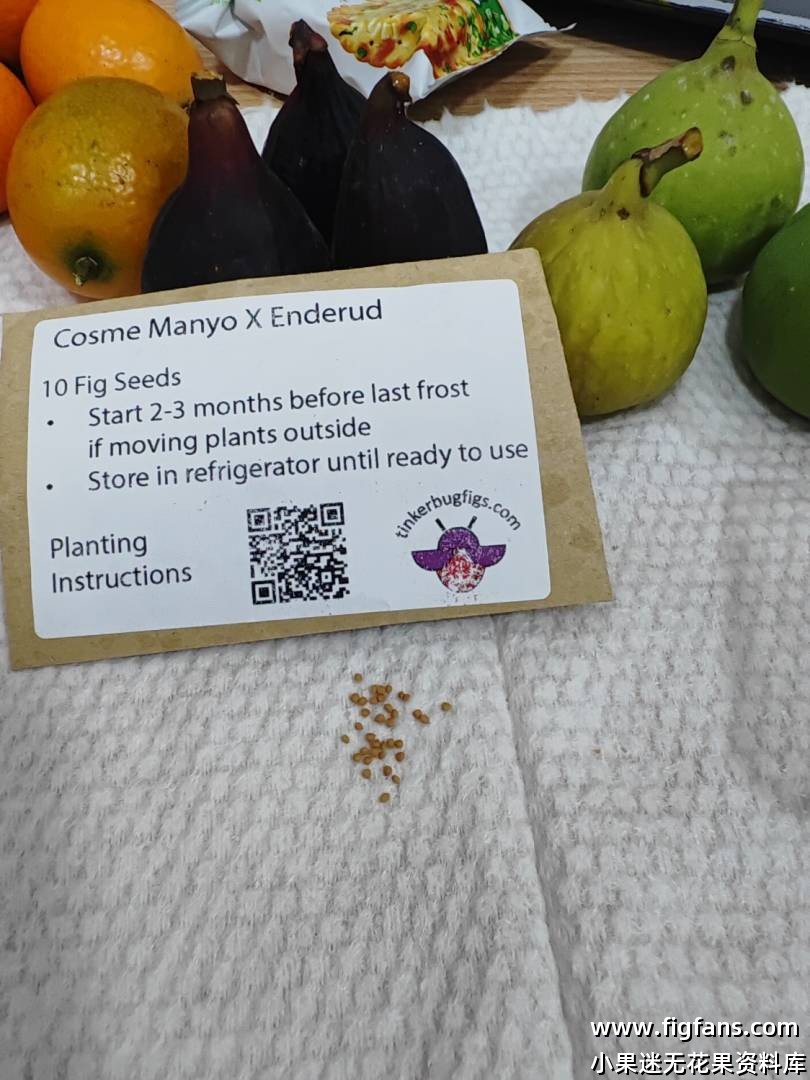 Cosme Manyo X Enderud
10 Fig Seeds
• Start 2-3 months before last frost
if moving plants outside
• Store in refrigerator until ready to use
Planting
Instructions
tinkerbugfigs.com
www.figfans.com
小果迷无花果资料库